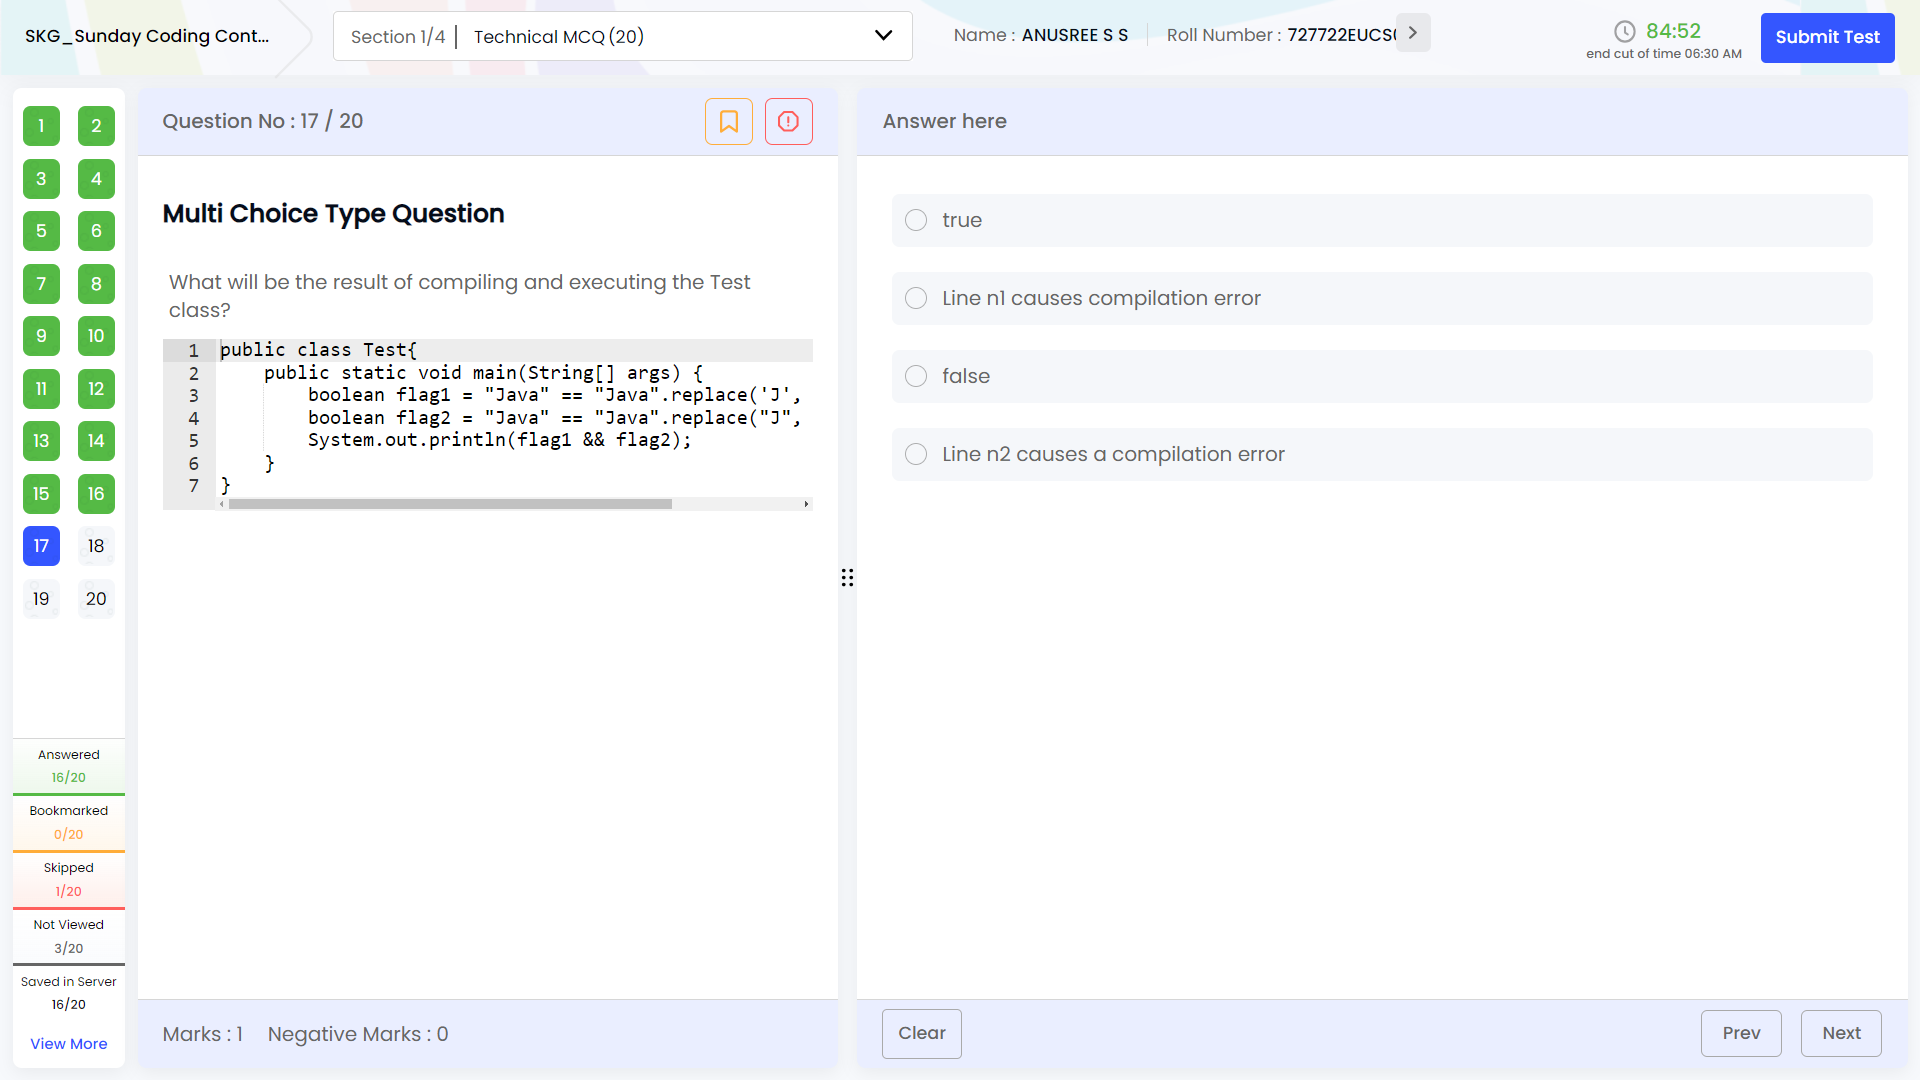 SKG_Sunday Coding Cont...
Section 1/4 | Technical MCQ (20)
Name : ANUSREE S S
Roll Number : 727722EUCS
84:52
end cut of time 06:30 AM
Submit Test
1 2
3 4
5 6
7 8
9 10
11 12
13 14
15 16
17 18
19 20
Answered
16/20
Bookmarked
0/20
Skipped
1/20
Not Viewed
3/20
Saved in Server
16/20
View More
Question No : 17 / 20
Multi Choice Type Question
What will be the result of compiling and executing the Test
class?
1 public class Test{
2     public static void main(String[] args) {
3         boolean flag1 = "Java" == "Java".replace('J',
4         boolean flag2 = "Java" == "Java".replace("J",
5         System.out.println(flag1 && flag2);
6     }
7 }
Marks : 1 Negative Marks : 0
Answer here
true
Line n1 causes compilation error
false
Line n2 causes a compilation error
Clear
Prev
Next